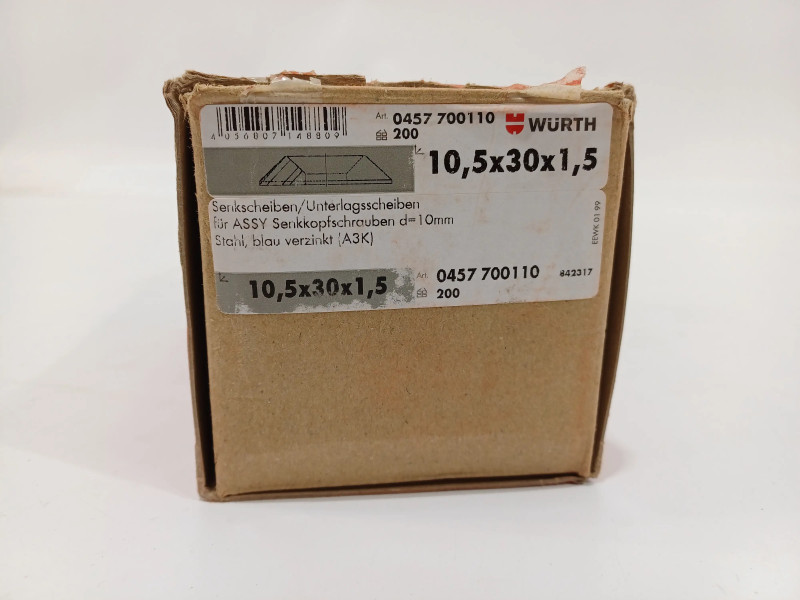 4 056807 148809
Art. 0457 700110
200
WÜRTH
10,5x30x1,5
Senkscheiben/Unterlagsscheiben
für ASSY Senkkopfschrauben d=10mm
Stahl, blau verzinkt (A3K)
EEWK 01 99
10,5x30x1,5
Art. 0457 700110
200
842317